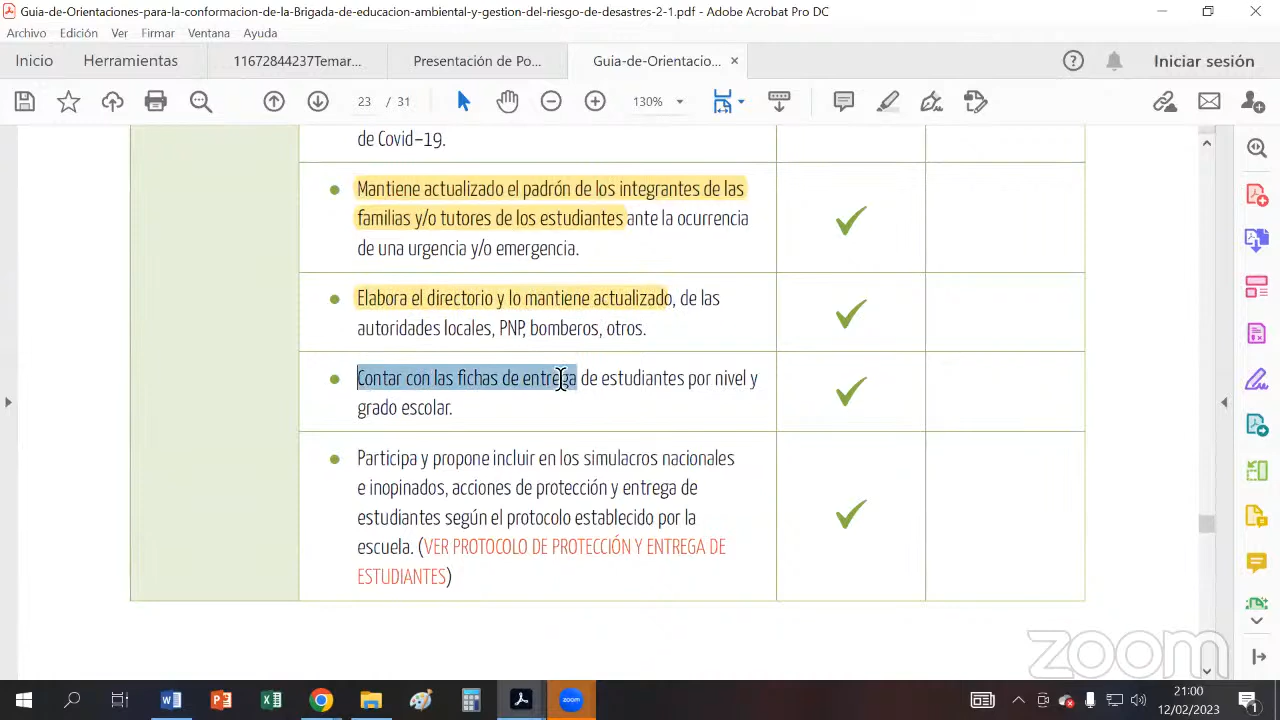 Guia-de-Orientaciones-para-la-conformacion-de-la-Brigada-de-educacion-ambiental-y-gestion-del-riesgo-de-desastres-2-1.pdf - Adobe Acrobat Pro DC
Archivo Edición Ver Firmar Ventana Ayuda
Inicio Herramientas 11672844237Temar... Presentación de Po... Guia-de-Orientacio... Iniciar sesión
23 / 31 130%
de Covid-19.
Mantiene actualizado el padrón de los integrantes de las
familias y/o tutores de los estudiantes ante la ocurrencia
de una urgencia y/o emergencia.
Elabora el directorio y lo mantiene actualizado, de las
autoridades locales, PNP, bomberos, otros.
Contar con las fichas de entrega de estudiantes por nivel y
grado escolar.
Participa y propone incluir en los simulacros nacionales
e inopinados, acciones de protección y entrega de
estudiantes según el protocolo establecido por la
escuela. (VER PROTOCOLO DE PROTECCIÓN Y ENTREGA DE
ESTUDIANTES)
zoom
zoom
21:00
12/02/2023
1